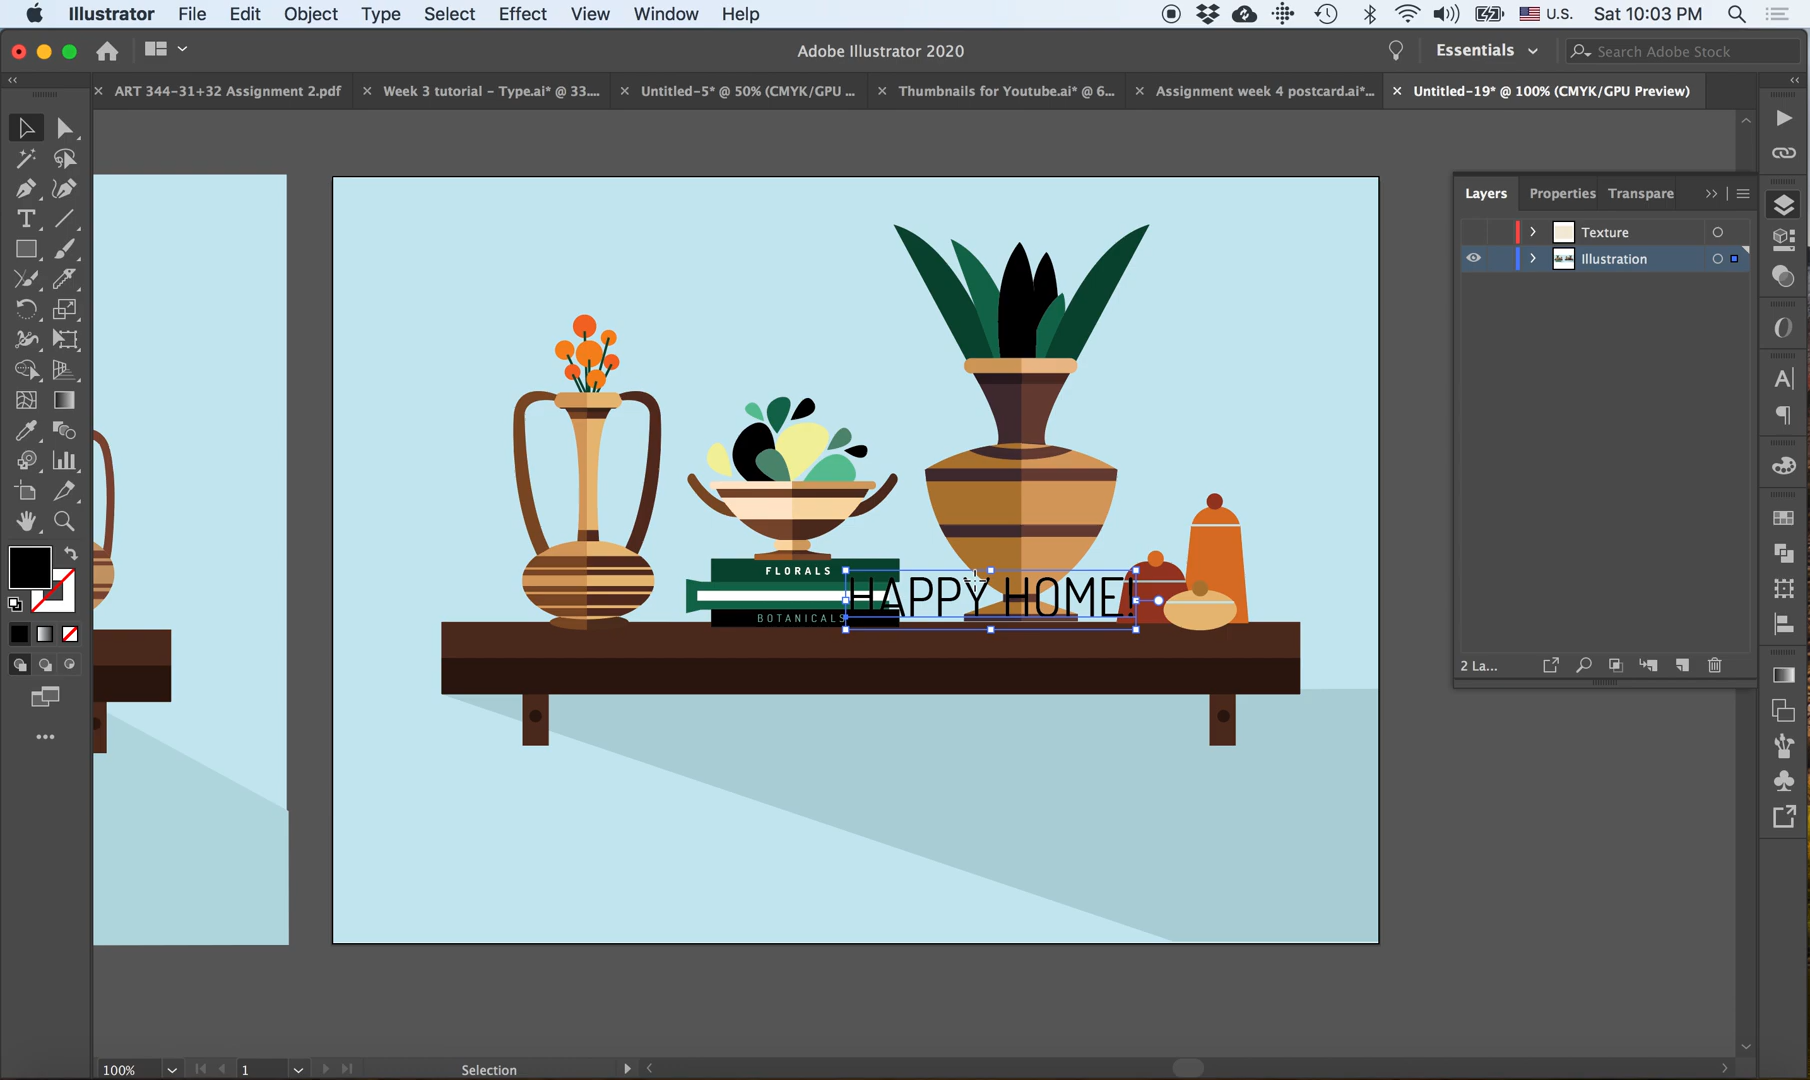 Illustrator File Edit Object Type Select Effect View Window Help U.S. Sat 10:03 PM
Adobe Illustrator 2020 Essentials Search Adobe Stock
ART 344-31+32 Assignment 2.pdf Week 3 tutorial - Type.ai* @ 33.... Untitled-5* @ 50% (CMYK/GPU ... Thumbnails for Youtube.ai* @ 6... Assignment week 4 postcard.ai*... Untitled-19* @ 100% (CMYK/GPU Preview)
Layers Properties Transpare
Texture
Illustration
FLORALS
HAPPY HOME!
BOTANICALS
2 La...
100% 1 Selection